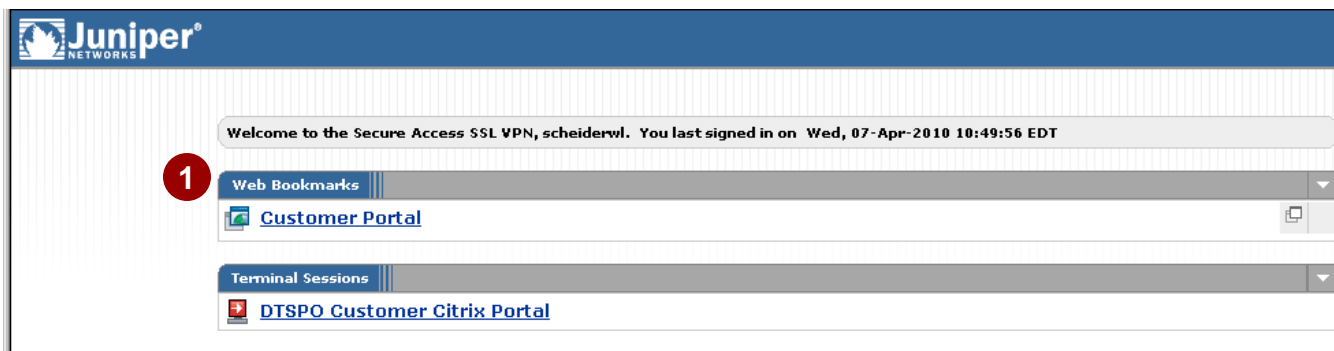 Juniper®
NETWORKS
Welcome to the Secure Access SSL VPN, scheiderwl. You last signed in on Wed, 07-Apr-2010 10:49:56 EDT
1
Web Bookmarks
Customer Portal
Terminal Sessions
DTSPO Customer Citrix Portal